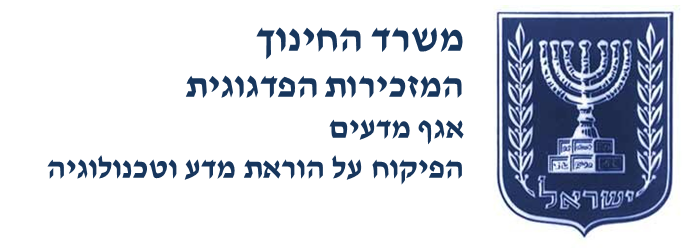 משרד החינוך
המזכירות הפדגוגית
אגף מדעים
הפיקוח על הוראת מדע וטכנולוגיה
ישראל